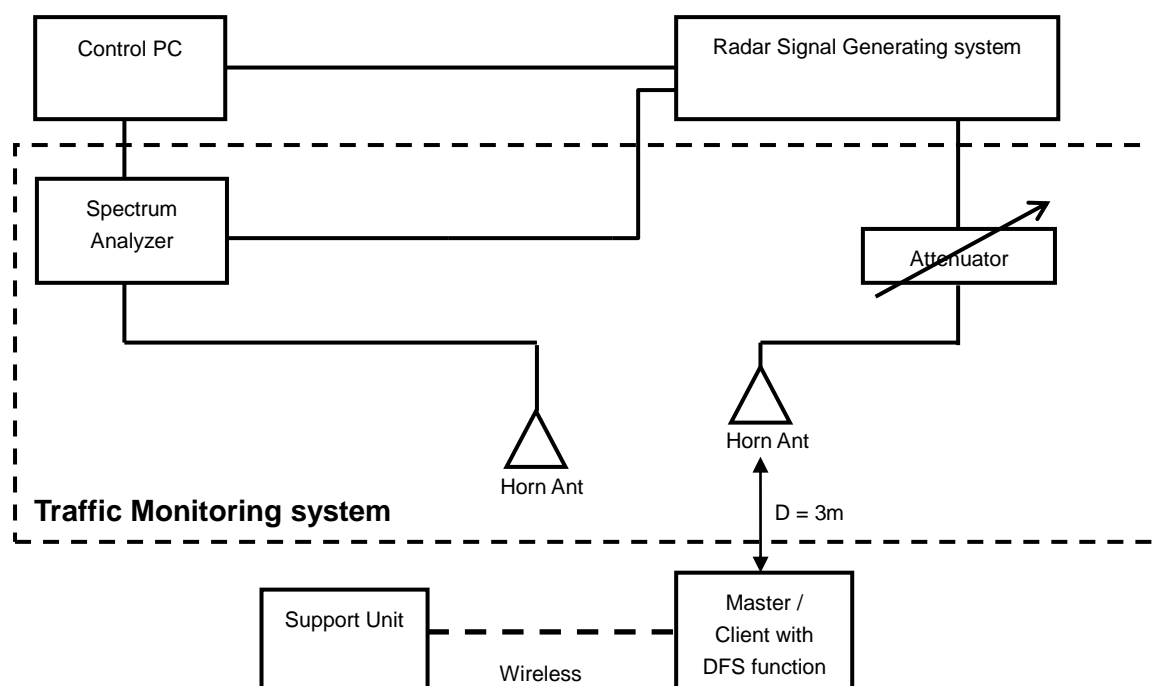 Control PC
Radar Signal Generating system
Spectrum
Analyzer
Attenuator
Horn Ant
Horn Ant
Traffic Monitoring system
D = 3m
Support Unit
Wireless
Master /
Client with
DFS function